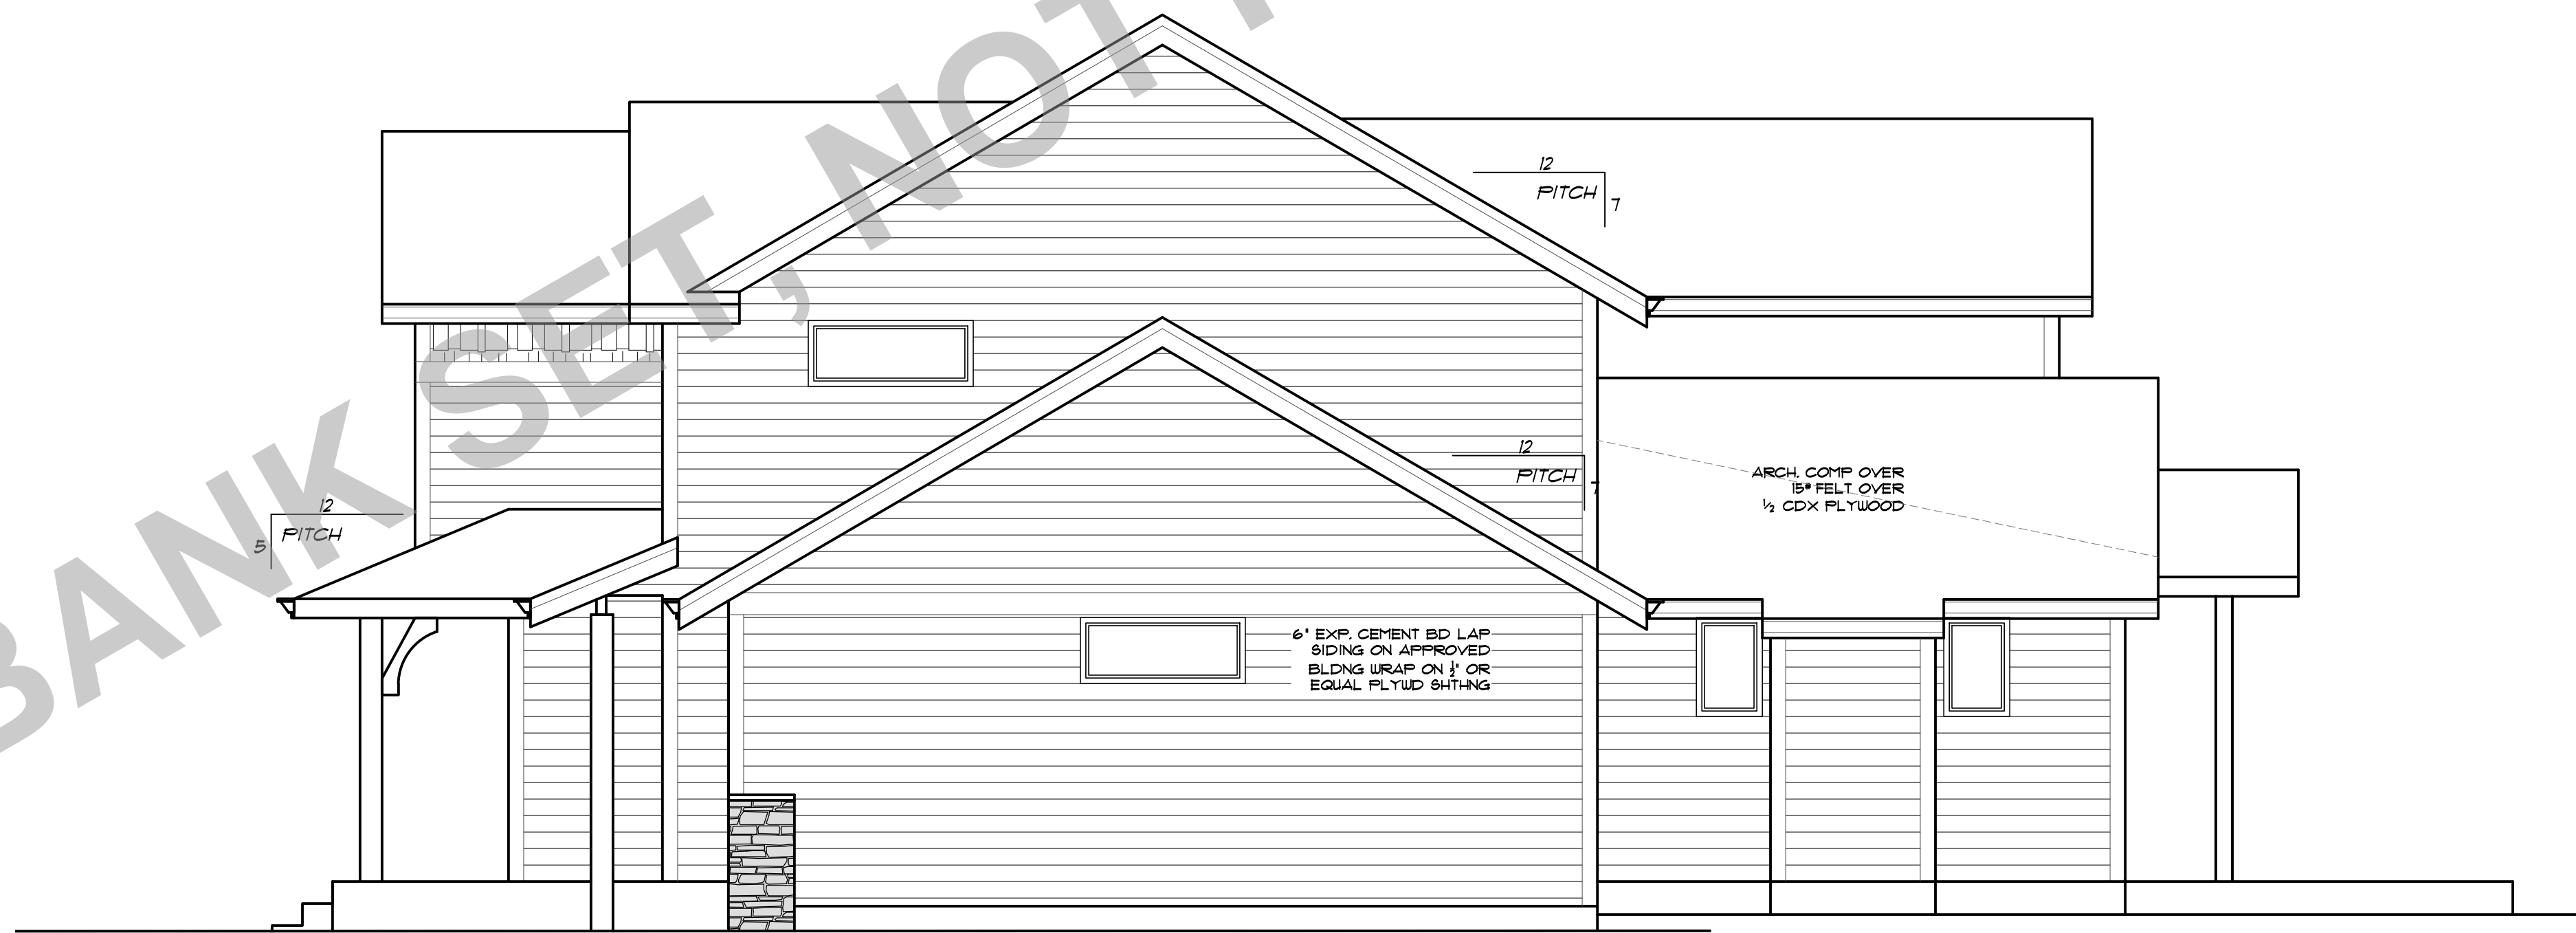 BANK SET, NOT
12
PITCH
7
12
PITCH
7
ARCH. COMP OVER
15# FELT OVER
½ CDX PLYWOOD
12
PITCH
5
6" EXP. CEMENT BD LAP
SIDING ON APPROVED
BLDNG WRAP ON ½" OR
EQUAL PLYWD SHTHNG